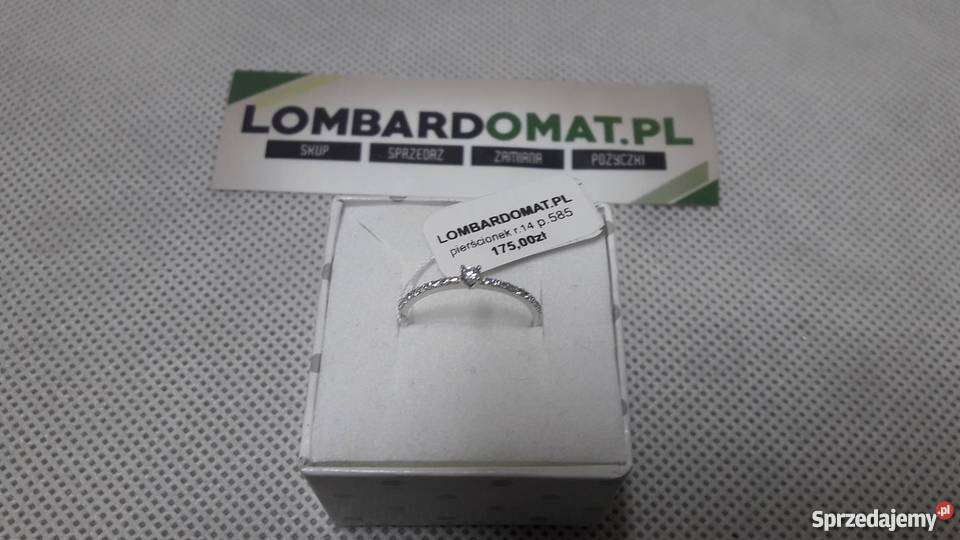 LOMBARDOMAT.PL
SKUP SPRZEDAŻ ZAMIANA POŻYCZKI
LOMBARDOMAT.PL
pierścionek r.14 p.585
175,00zł
Sprzedajemy.pl